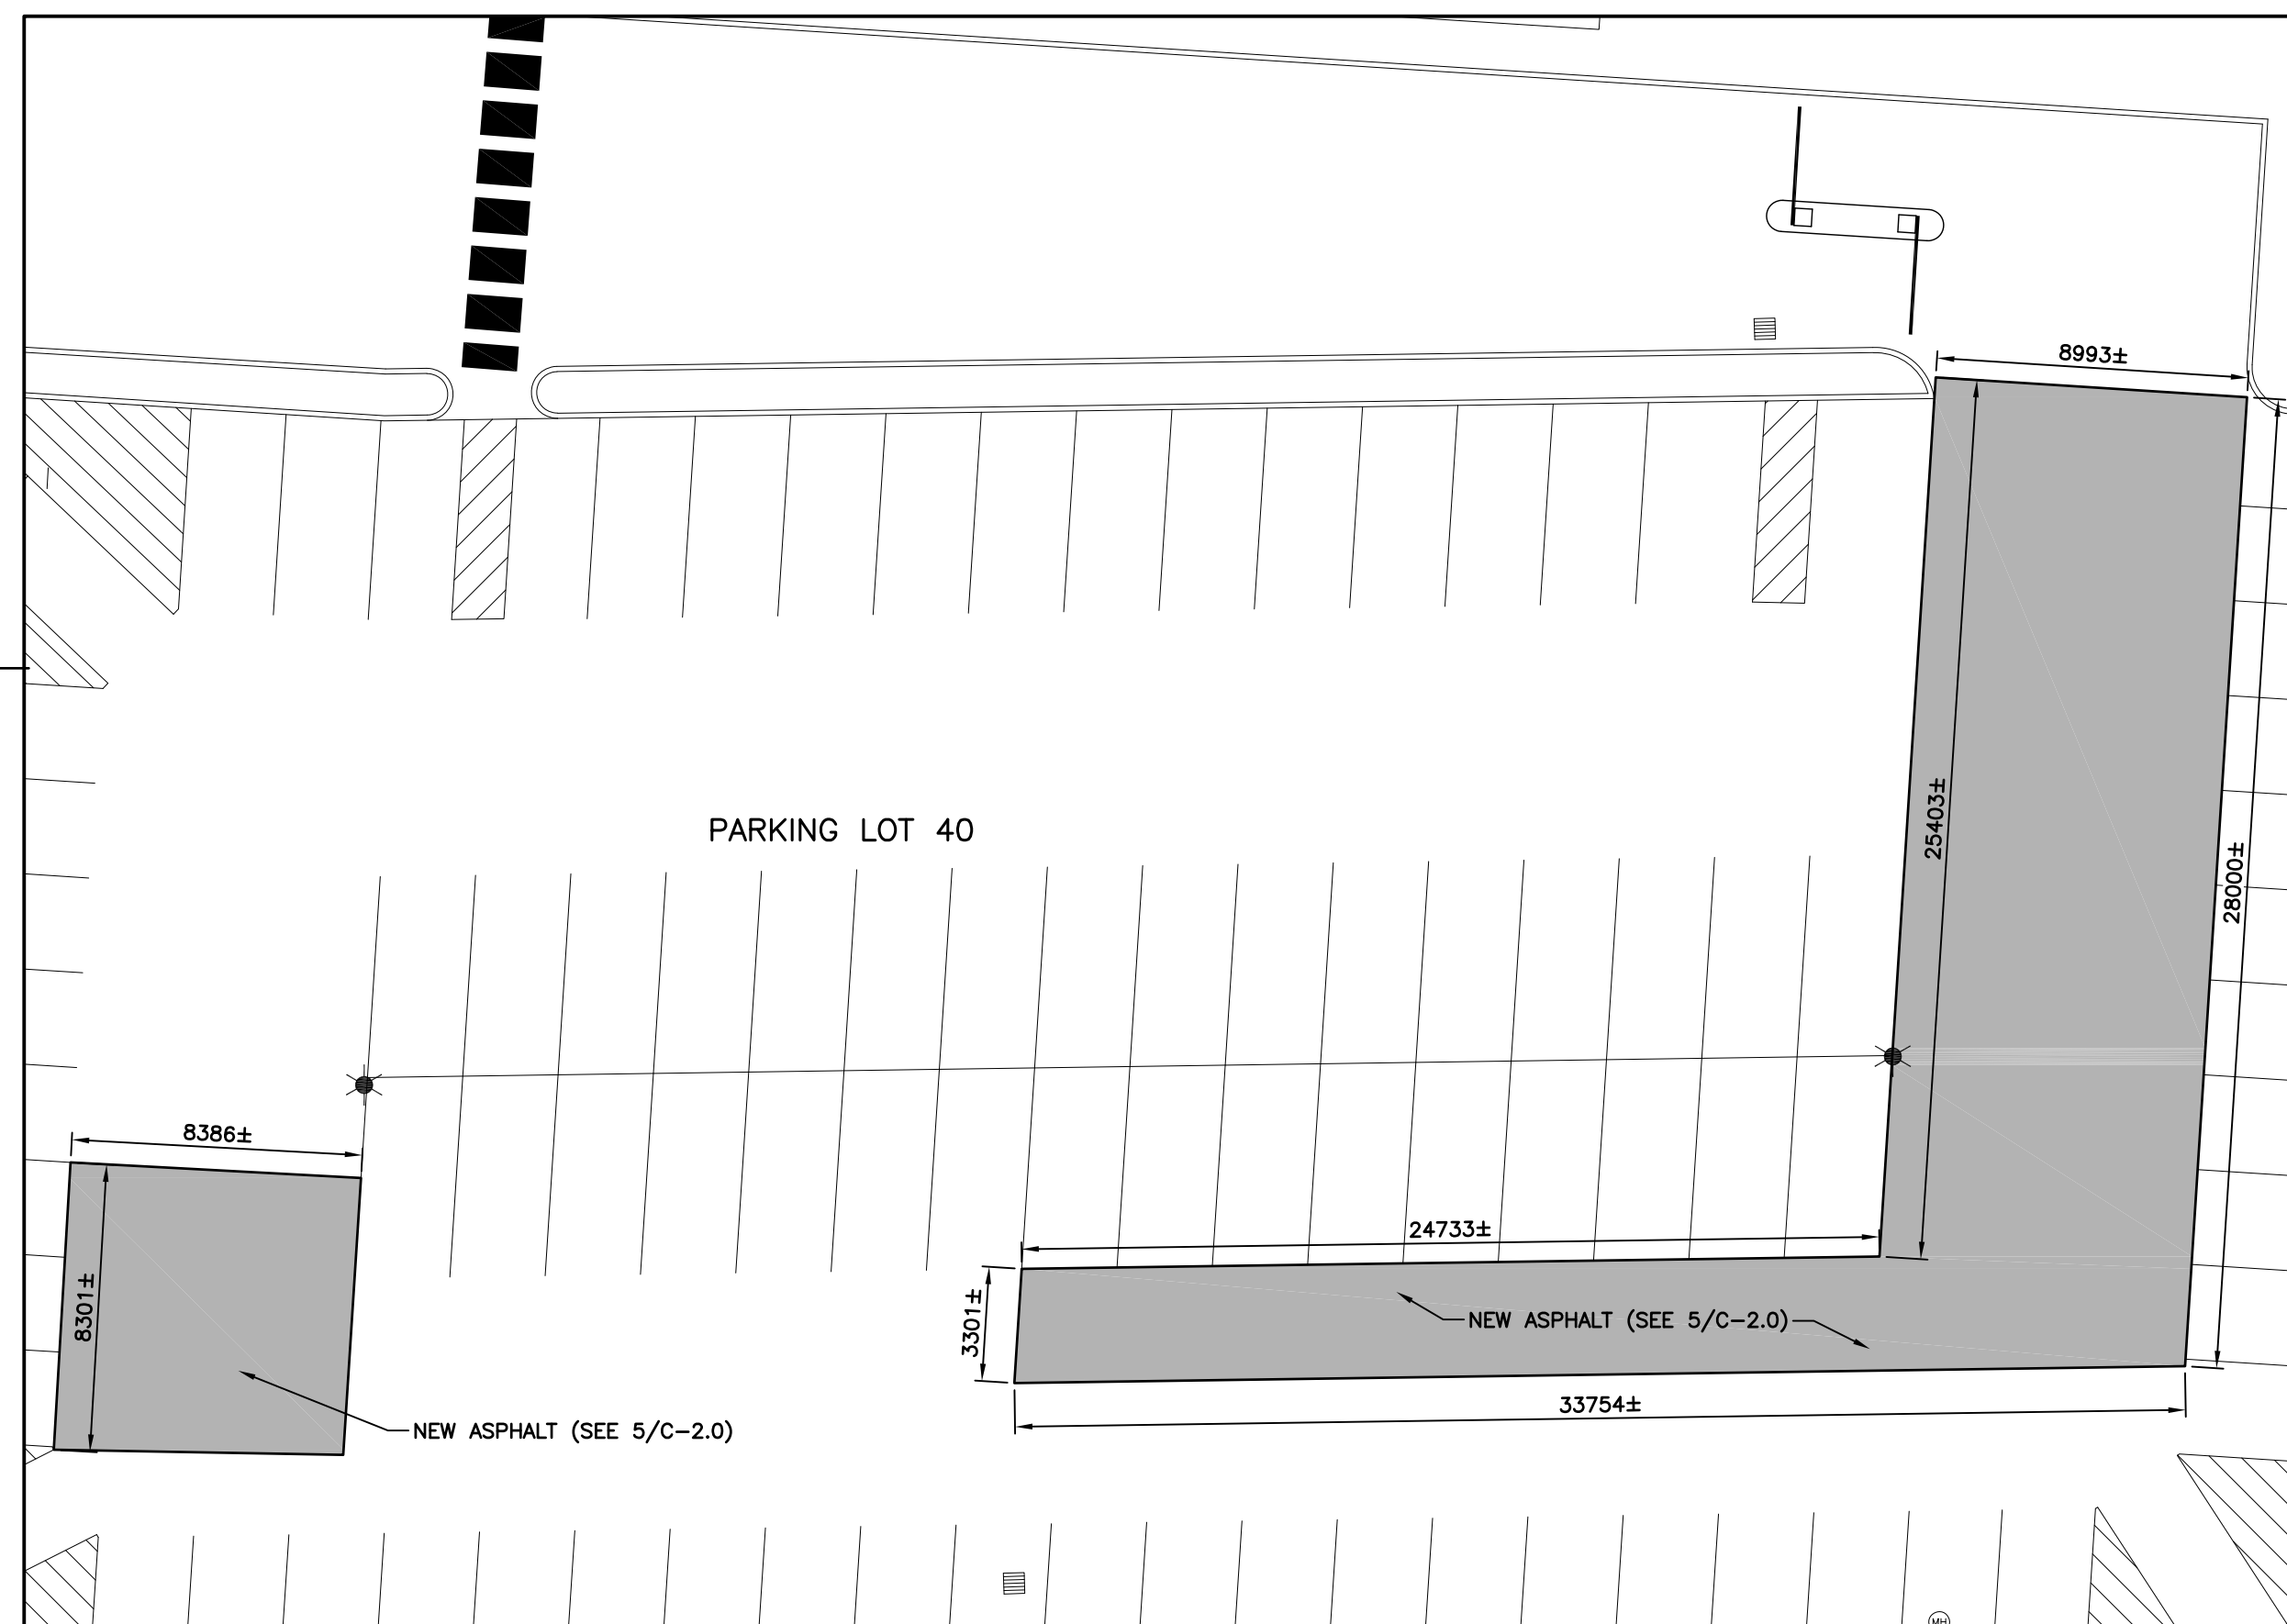 8993±
25403±
28000±
PARKING LOT 40
8386±
8301±
24733±
3301±
NEW ASPHALT (SEE 5/C-2.0)
33754±
NEW ASPHALT (SEE 5/C-2.0)
MH